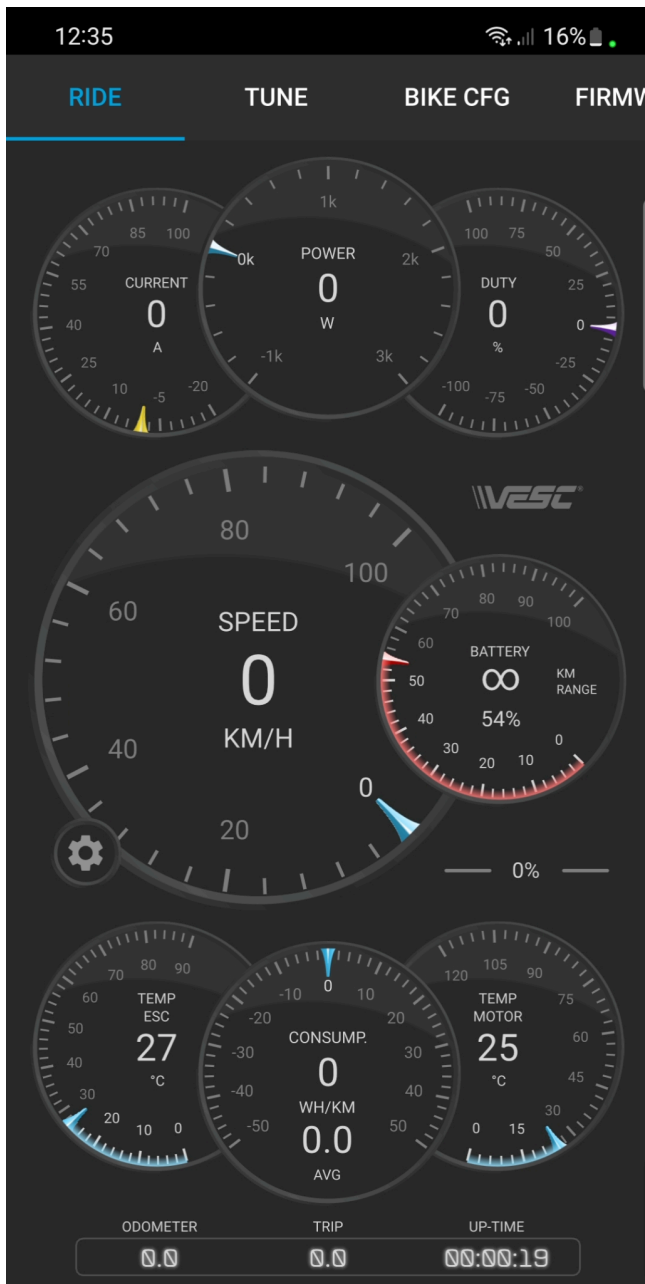 12:35 16%
RIDE TUNE BIKE CFG FIRMW
1k
85 100 POWER 100 75
70 0k 2k 50
CURRENT 0 DUTY
55 0 W 0 25
40 A % 0
25 -1k 3k -25
10 -5 -20 -100 -75 -50
VESC
80
100
60 SPEED
0
KM/H
40
0
20
80 90
70 100
60 BATTERY
50 ∞ KM
RANGE
40 54%
30 20 10 0
0%
80 90
70
60 TEMP
ESC
50 27
40 °C
30
20 10 0
0
-10 10
-20 20
CONSUMP.
-30 0 30
-40 WH/KM 40
-50 0.0 50
AVG
105
120 90
TEMP 75
MOTOR
25 60
°C 45
30
0 15
ODOMETER TRIP UP-TIME
0.0 0.0 00:00:19